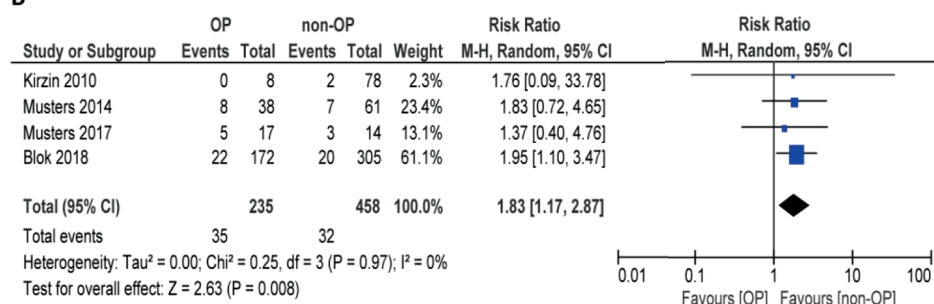 OP non-OP Risk Ratio Risk Ratio
Study or Subgroup Events Total Events Total Weight M-H, Random, 95% CI M-H, Random, 95% CI
Kirzin 2010 0 8 2 78 2.3% 1.76 [0.09, 33.78]
Musters 2014 8 38 7 61 23.4% 1.83 [0.72, 4.65]
Musters 2017 5 17 3 14 13.1% 1.37 [0.40, 4.76]
Blok 2018 22 172 20 305 61.1% 1.95 [1.10, 3.47]
Total (95% CI) 235 458 100.0% 1.83 [1.17, 2.87]
Total events 35 32
Heterogeneity: Tau² = 0.00; Chi² = 0.25, df = 3 (P = 0.97); I² = 0%
Test for overall effect: Z = 2.63 (P = 0.008)
0.01 0.1 1 10 100
Favours [OP] Favours [non-OP]